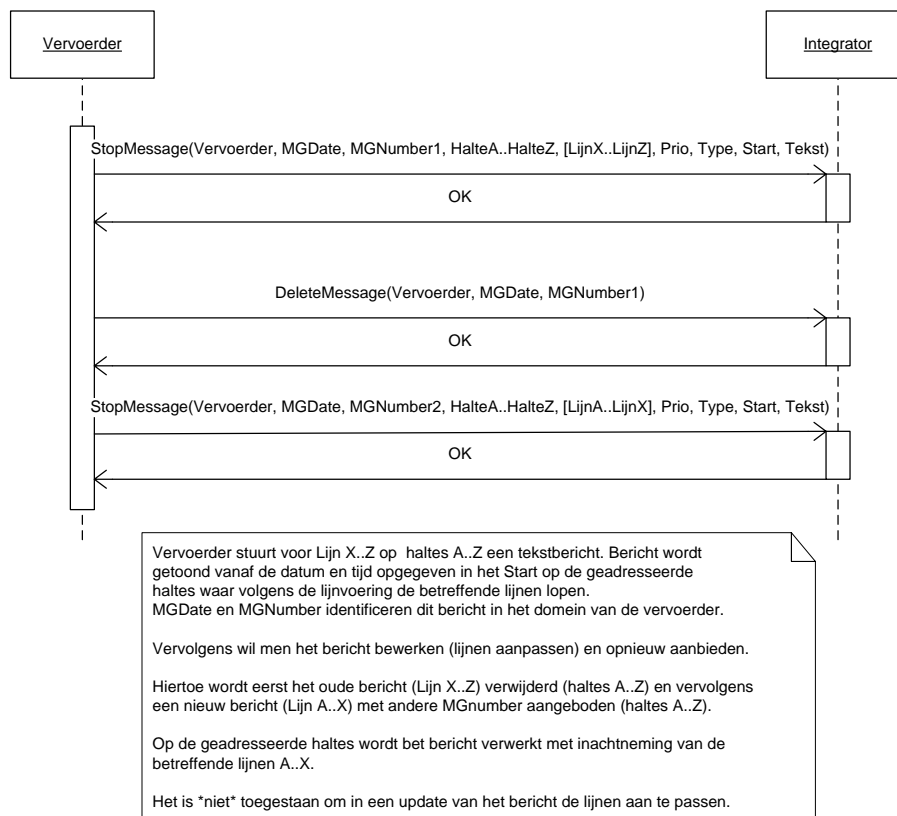 Vervoerder
Integrator
StopMessage(Vervoerder, MGDate, MGNumber1, HalteA..HalteZ, [LijnX..LijnZ], Prio, Type, Start, Tekst)
OK
DeleteMessage(Vervoerder, MGDate, MGNumber1)
OK
StopMessage(Vervoerder, MGDate, MGNumber2, HalteA..HalteZ, [LijnA..LijnX], Prio, Type, Start, Tekst)
OK
Vervoerder stuurt voor Lijn X..Z op haltes A..Z een tekstbericht. Bericht wordt
getoond vanaf de datum en tijd opgegeven in het Start op de geadresseerde
haltes waar volgens de lijnvoering de betreffende lijnen lopen.
MGDate en MGNumber identificeren dit bericht in het domein van de vervoerder.
Vervolgens wil men het bericht bewerken (lijnen aanpassen) en opnieuw aanbieden.
Hiertoe wordt eerst het oude bericht (Lijn X..Z) verwijderd (haltes A..Z) en vervolgens
een nieuw bericht (Lijn A..X) met andere MGnumber aangeboden (haltes A..Z).
Op de geadresseerde haltes wordt bet bericht verwerkt met inachtneming van de
betreffende lijnen A..X.
Het is *niet* toegestaan om in een update van het bericht de lijnen aan te passen.